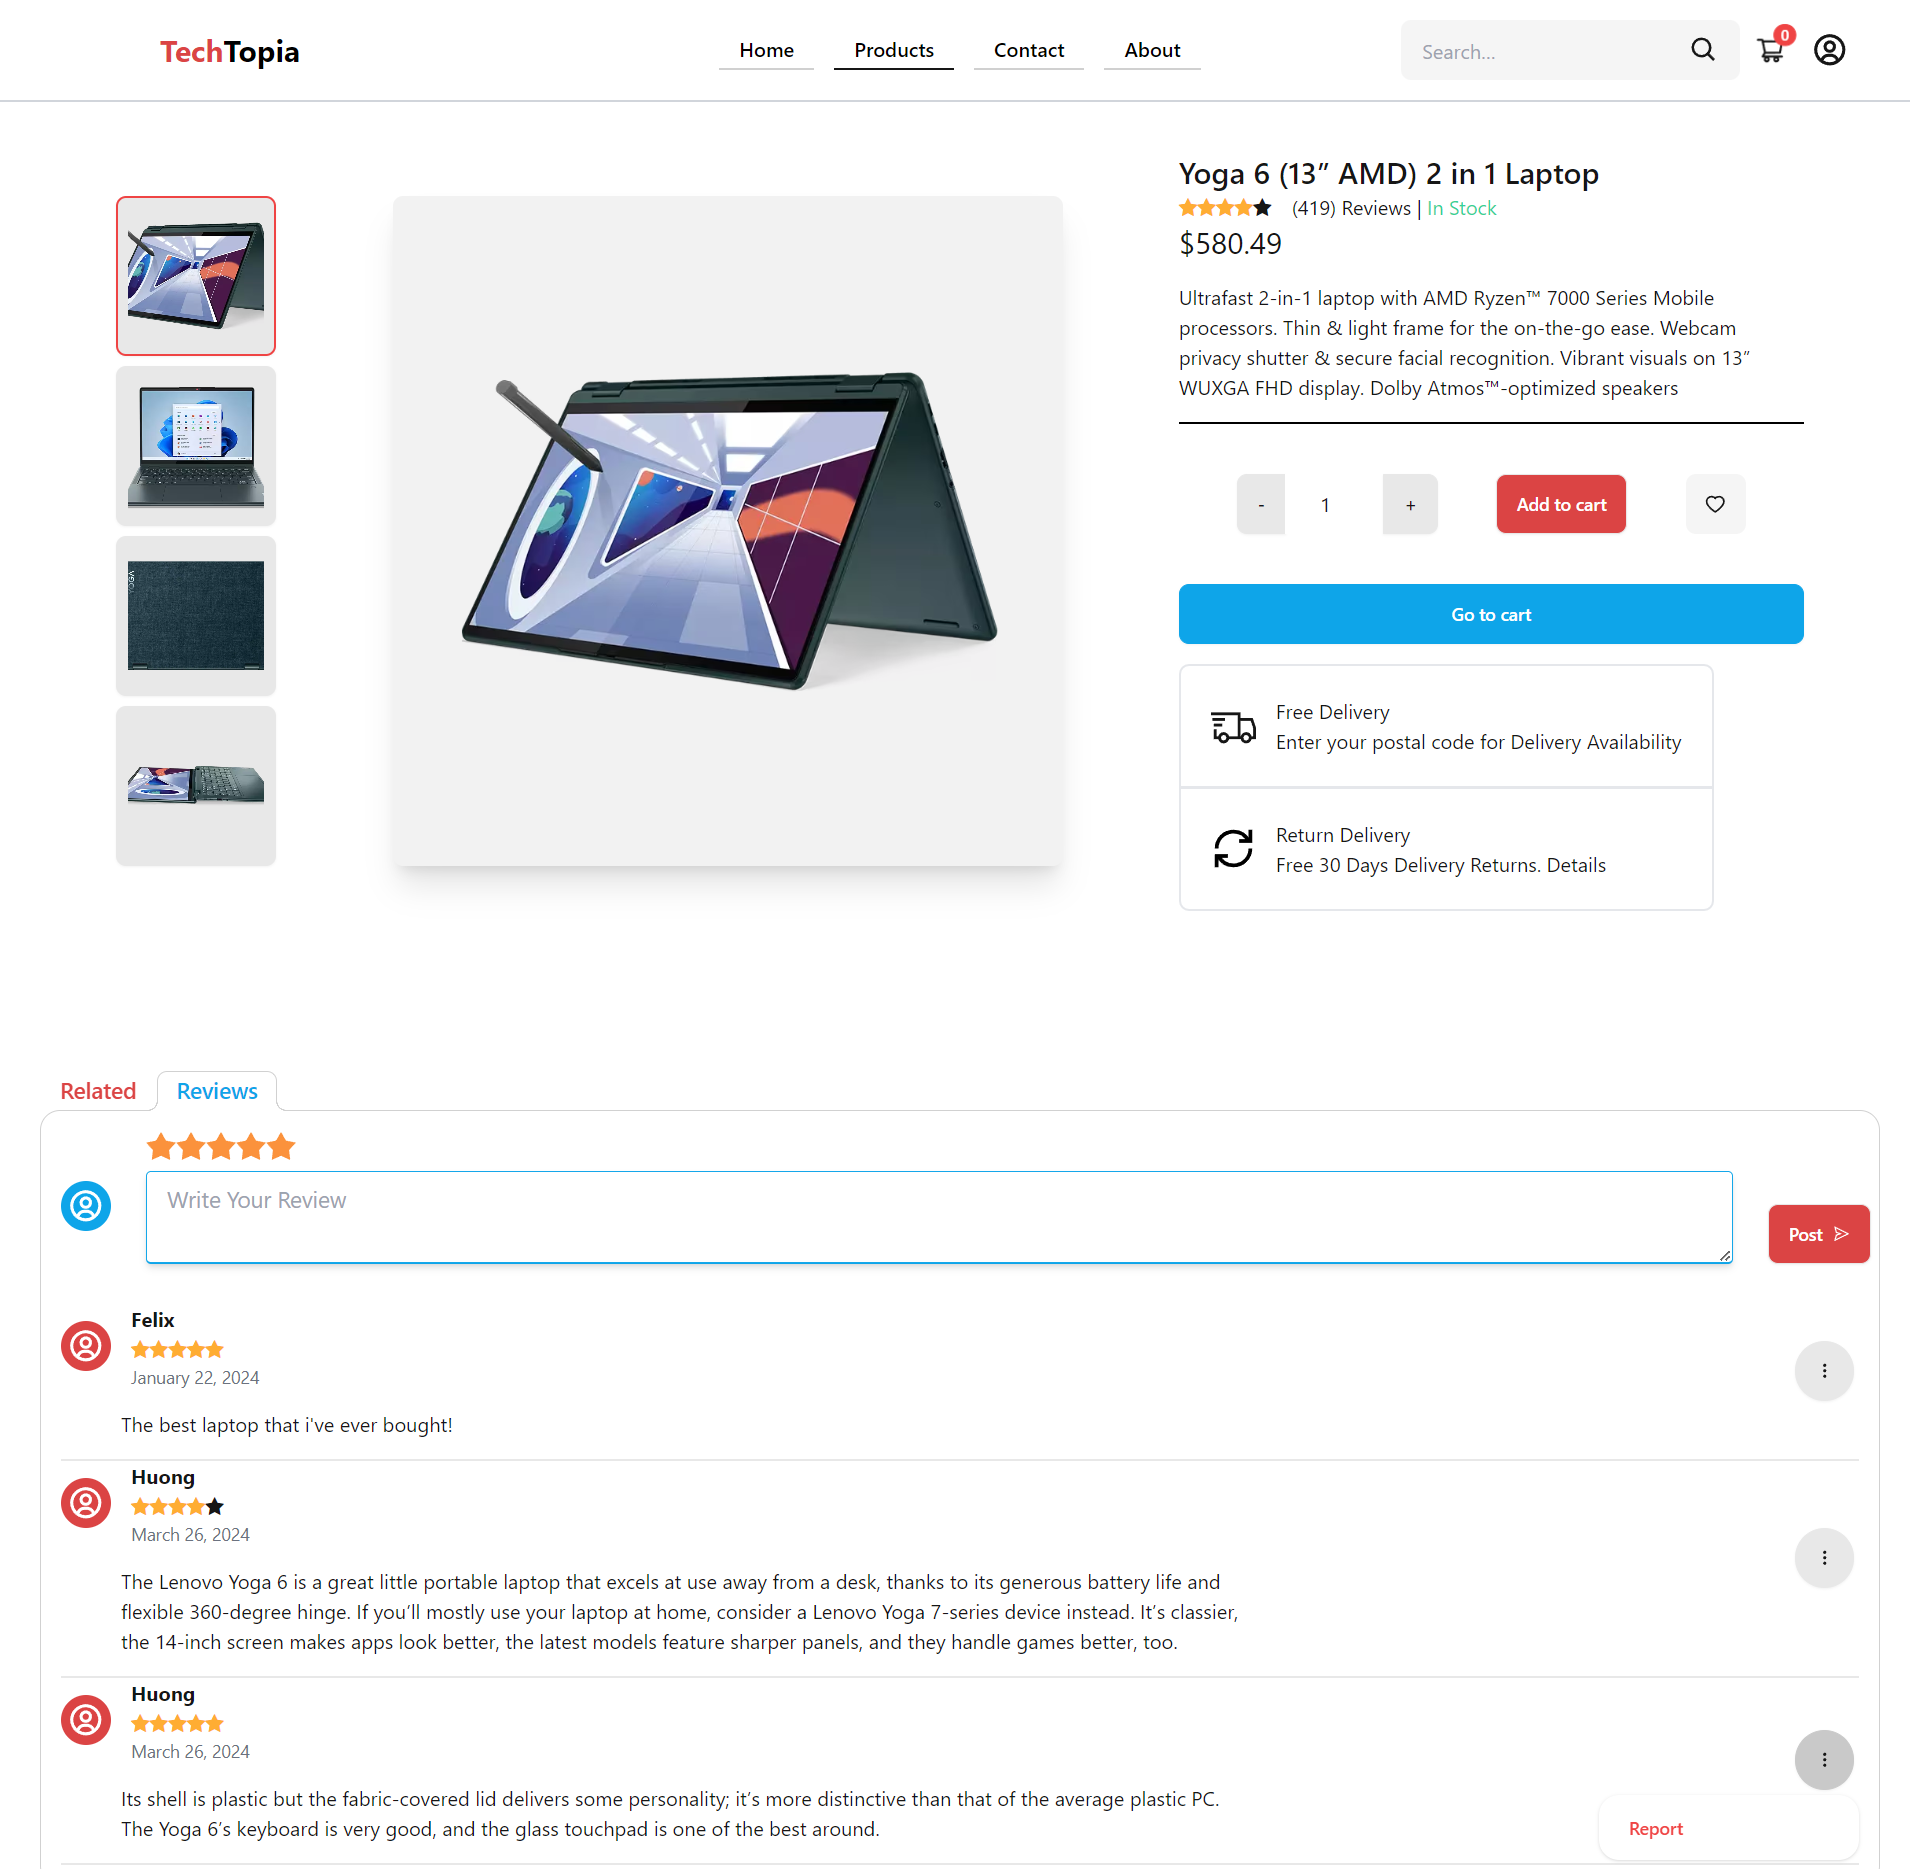 TechTopia
Home
Products
Contact
About
Search...
0
Yoga 6 (13” AMD) 2 in 1 Laptop
(419) Reviews | In Stock
$580.49
Ultrafast 2-in-1 laptop with AMD Ryzen™ 7000 Series Mobile
processors. Thin & light frame for the on-the-go ease. Webcam
privacy shutter & secure facial recognition. Vibrant visuals on 13”
WUXGA FHD display. Dolby Atmos™-optimized speakers
-
1
+
Add to cart
Go to cart
Free Delivery
Enter your postal code for Delivery Availability
Return Delivery
Free 30 Days Delivery Returns. Details
YOGA
Related
Reviews
Write Your Review
Post
Felix
January 22, 2024
The best laptop that i've ever bought!
Huong
March 26, 2024
The Lenovo Yoga 6 is a great little portable laptop that excels at use away from a desk, thanks to its generous battery life and
flexible 360-degree hinge. If you’ll mostly use your laptop at home, consider a Lenovo Yoga 7-series device instead. It’s classier,
the 14-inch screen makes apps look better, the latest models feature sharper panels, and they handle games better, too.
Huong
March 26, 2024
Its shell is plastic but the fabric-covered lid delivers some personality; it’s more distinctive than that of the average plastic PC.
The Yoga 6’s keyboard is very good, and the glass touchpad is one of the best around.
Report